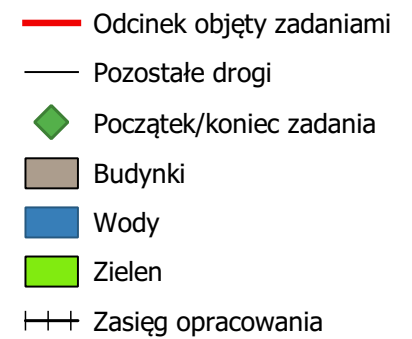 Odcinek objęty zadaniami
Pozostałe drogi
Początek/koniec zadania
Budynki
Wody
Zielen
Zasięg opracowania